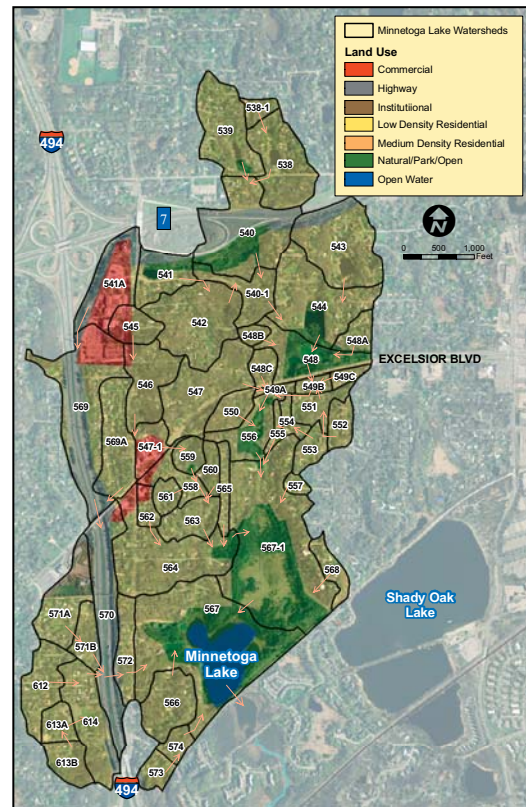 Minnetoga Lake Watersheds
Land Use
Commercial
Highway
Institutiional
Low Density Residential
Medium Density Residential
Natural/Park/Open
Open Water
N
0 500 1,000
Feet
494
7
538-1
539
538
540
543
541
541A
540-1
544
545
542
548B
548A
548
EXCELSIOR BLVD
548C
549C
546
547
549A
549B
569
550
551
554
552
569A
547-1
556
555
553
559
560
558
565
557
561
562
563
567-1
564
568
571A
570
567
Shady Oak
Lake
571B
572
Minnetoga
Lake
612
566
613A
614
574
613B
573
494